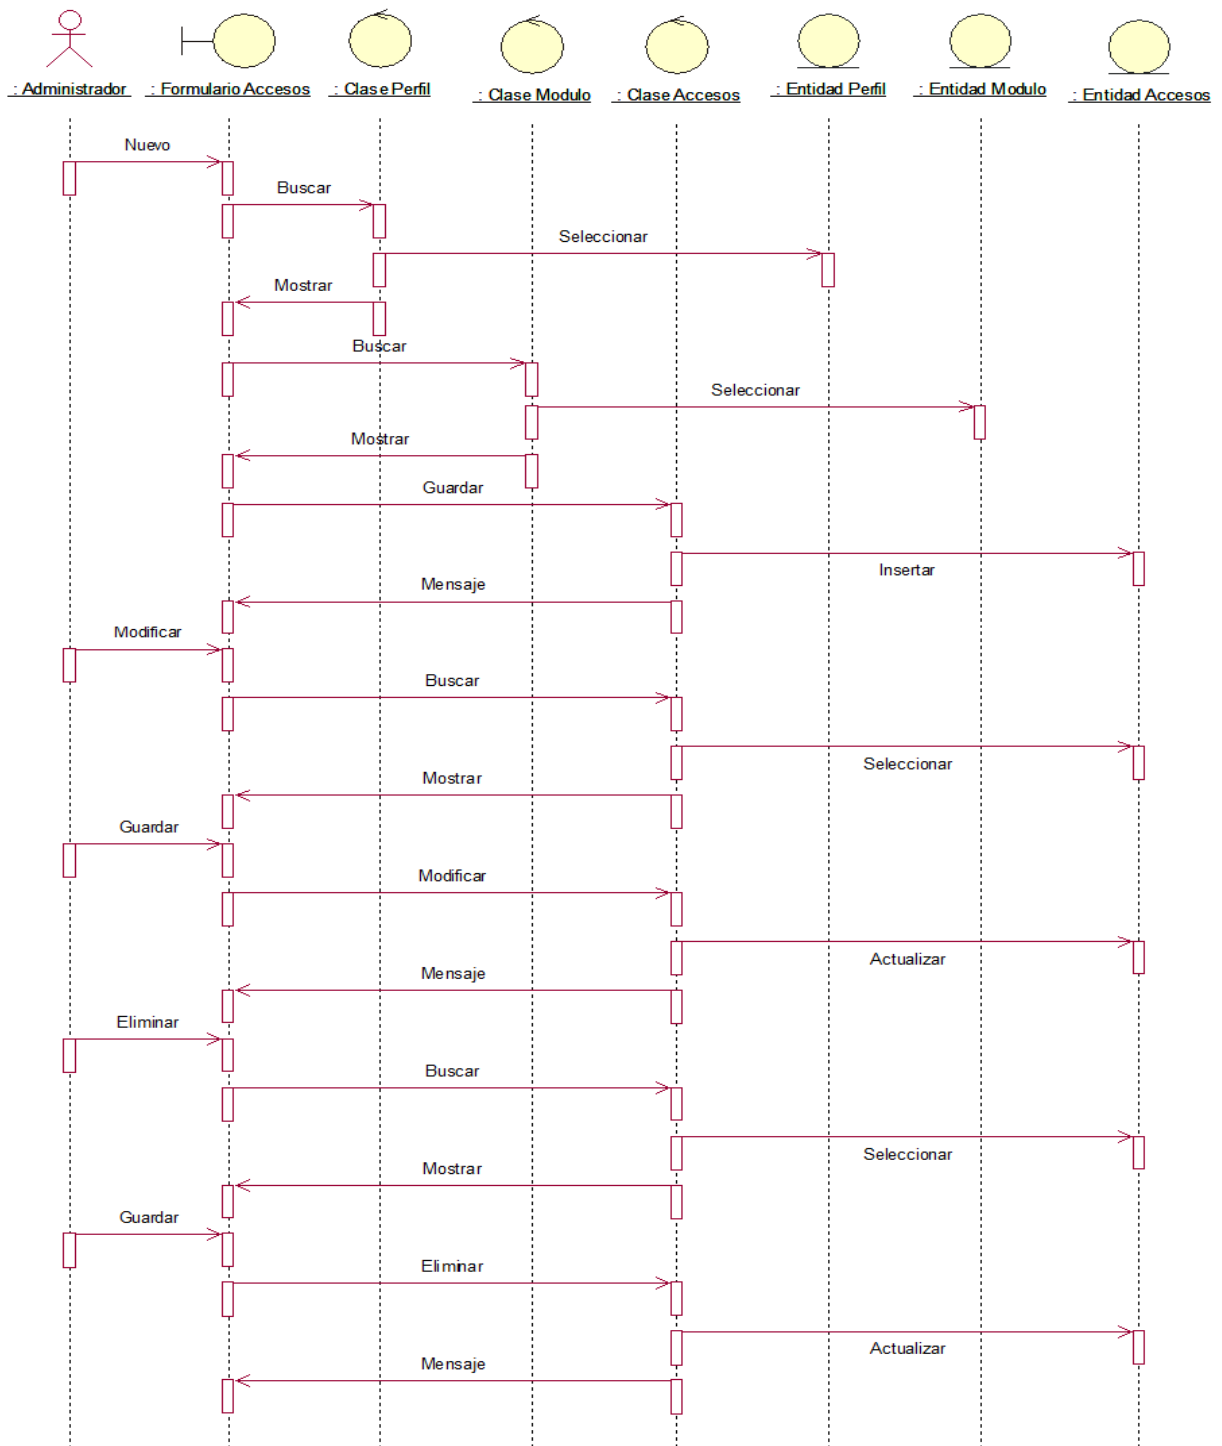 : Administrador
: Formulario Accesos
: Clase Perfil
: Clase Modulo
: Clase Accesos
: Entidad Perfil
: Entidad Modulo
: Entidad Accesos
Nuevo
Buscar
Seleccionar
Mostrar
Buscar
Seleccionar
Mostrar
Guardar
Insertar
Mensaje
Modificar
Buscar
Seleccionar
Mostrar
Guardar
Modificar
Actualizar
Mensaje
Eliminar
Buscar
Seleccionar
Mostrar
Guardar
Eliminar
Actualizar
Mensaje